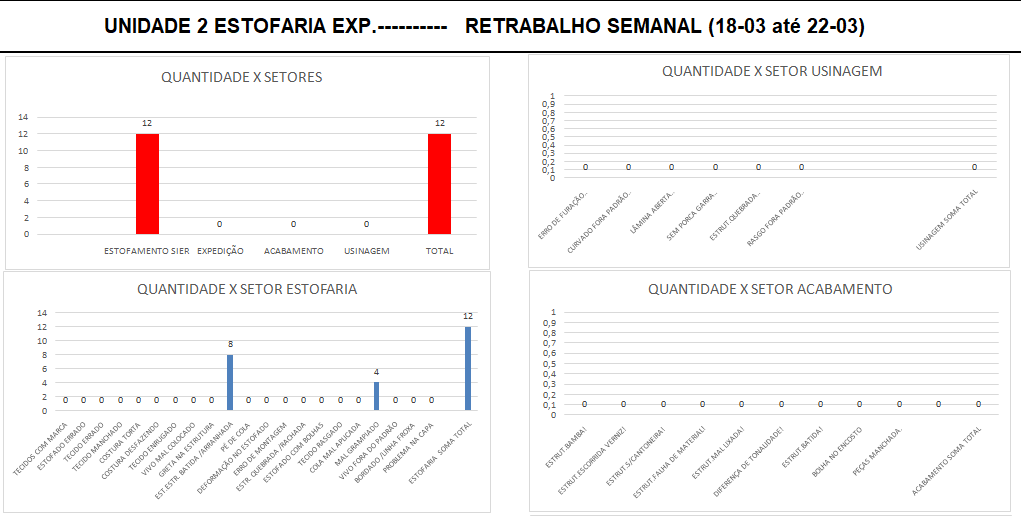 UNIDADE 2 ESTOFARIA EXP.---------- RETRABALHO SEMANAL (18-03 até 22-03)
QUANTIDADE X SETORES
14
12
10
8
6
4
2
0
12
0
0
0
12
ESTOFAMENTO SIER
EXPEDIÇÃO
ACABAMENTO
USINAGEM
TOTAL
QUANTIDADE X SETOR USINAGEM
1
0,9
0,8
0,7
0,6
0,5
0,4
0,3
0,2
0,1
0
0
0
0
0
0
0
0
ERRO DE FURAÇÃO..
CURVADO FORA PADRÃO..
LÂMINA ABERTA..
SEM PORCA GARRA..
ESTRUT.QUEBRADA..
RASGO FORA PADRÃO..
USINAGEM SOMA TOTAL
QUANTIDADE X SETOR ESTOFARIA
14
12
10
8
6
4
2
0
0
0
0
0
0
0
0
0
0
8
0
0
0
0
0
0
0
4
0
0
0
12
TECIDOS COM MARCA
ESTOFADO ERRADO
TECIDO ERRADO
TECIDO MANCHADO
COSTURA TORTA
COSTURA DESFAZENDO
TECIDO ENRUGADO
VIVO MAL COLOCADO
GRETA NA ESTRUTURA
EST.ESTR. BATIDA /ARRANHADA
PÉ DE COLA
DEFORMAÇÃO NO ESTOFADO
ERRO DE MONTAGEM
ESTR. QUEBRADA /RACHADA
ESTOFADO COM BOLHAS
TECIDO RASGADO
COLA MAL APLICADA
MAL GRAMPIADO
VIVO FORA DO PADRÃO
BORDADO /UNHA FRONA
PROBLEMA NA CAPA
ESTOFARIA SOMA TOTAL
QUANTIDADE X SETOR ACABAMENTO
1
0,9
0,8
0,7
0,6
0,5
0,4
0,3
0,2
0,1
0
0
0
0
0
0
0
0
0
0
0
0
ESTRUT.BAMBA!
ESTRUT.ESCORRIDA VERNIZ!
ESTRUT.S/CANTONEIRA!
ESTRUT.FALHA DE MATERIAL!
ESTRUT.MAL LIXADA!
DIFERENÇA DE TONALIDADE!
ESTRUT.BATIDA!
BOLHA NO ENCOSTO
PEÇAS MANCHADA.
ACABAMENTO SOMA TOTAL